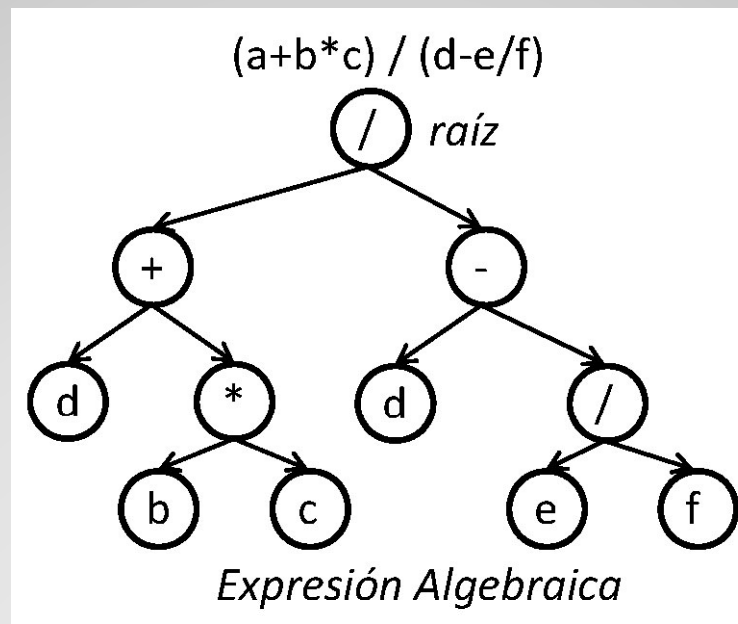 (a+b*c) / (d-e/f)
/ raíz
+ -
d * d /
b c e f
Expresión Algebraica